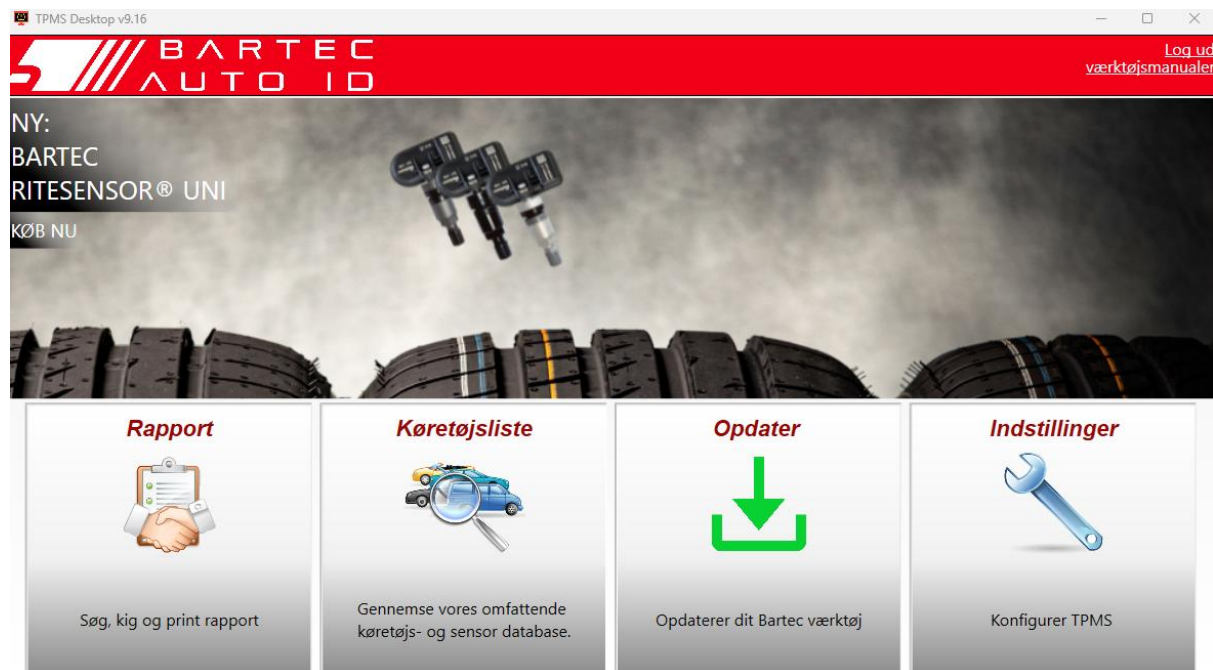 TPMS Desktop v9.16
BARTEC
AUTO ID
Log ud
værktøjsmanualer
NY:
BARTEC
RITESENSOR® UNI
KØB NU
Rapport
Køretøjsliste
Opdater
Indstillinger
Søg, kig og print rapport
Gennemse vores omfattende
køretøjs- og sensor database.
Opdaterer dit Bartec værktøj
Konfigurer TPMS